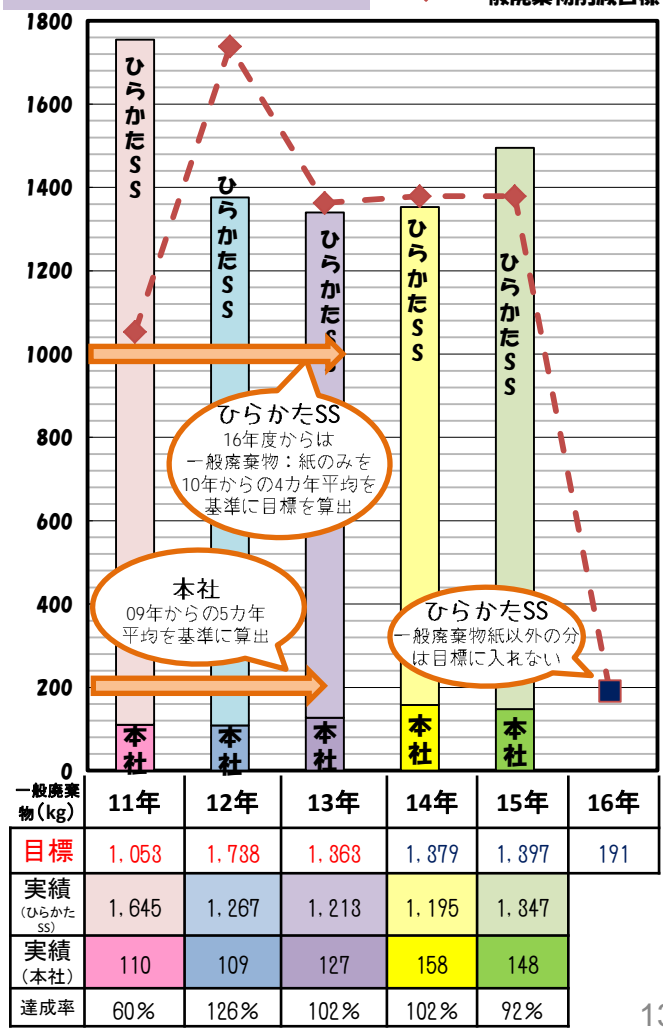 1800
1600
1400
1200
1000
800
600
400
200
0
ひらかたSS
ひらかたSS
ひらかたSS
ひらかたSS
ひらかたSS
ひらかたSS
16年度からは
一般廃棄物：紙のみを
10年からの4カ年平均を
基準に目標を算出
本社
09年からの5カ年
平均を基準に算出
ひらかたSS
一般廃棄物紙以外の分
は目標に入れない
本社
本社
本社
本社
本社
一般廃棄物(kg) 11年 12年 13年 14年 15年 16年
目標 1,053 1,738 1,363 1,379 1,397 191
実績(ひらかたSS) 1,645 1,267 1,213 1,195 1,347
実績(本社) 110 109 127 158 148
達成率 60% 126% 102% 102% 92%